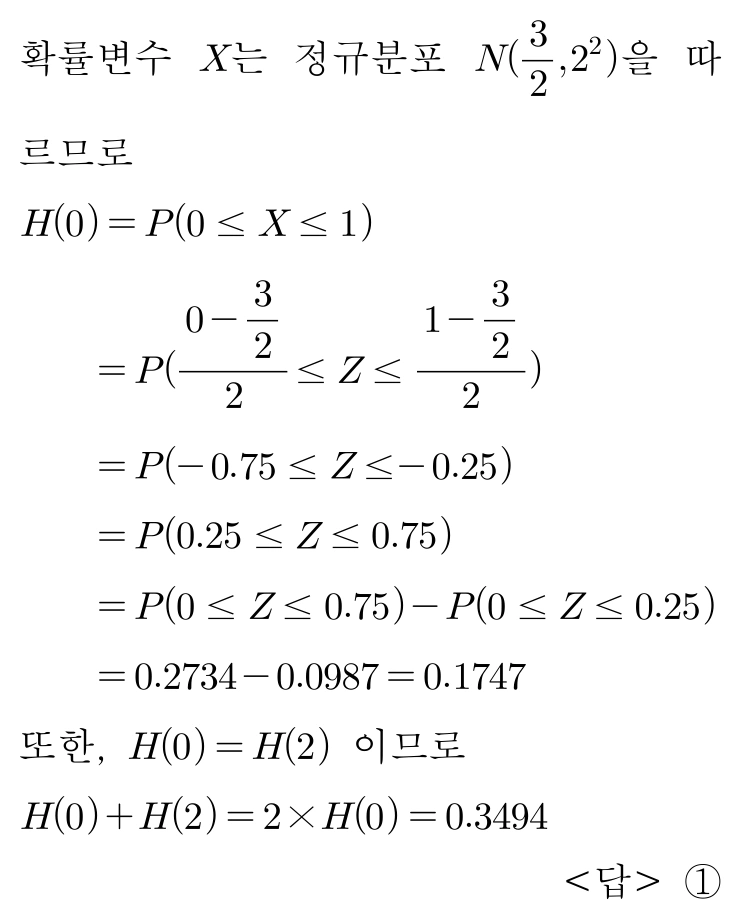 확률변수 X는 정규분포 N(3/2,2²)을 따
르므로
H(0)=P(0≤X≤1)
=P((0-3/2)/2≤Z≤(1-3/2)/2)
=P(-0.75≤Z≤-0.25)
=P(0.25≤Z≤0.75)
=P(0≤Z≤0.75)-P(0≤Z≤0.25)
=0.2734-0.0987=0.1747
또한, H(0)=H(2) 이므로
H(0)+H(2)=2×H(0)=0.3494
<답> ①